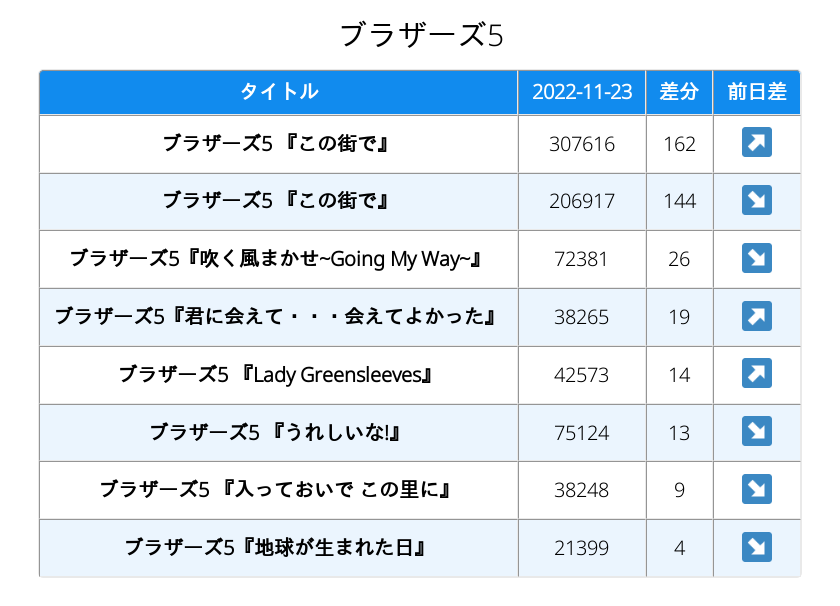 ブラザーズ5
タイトル 2022-11-23 差分 前日差
ブラザーズ5 『この街で』 307616 162 ↗
ブラザーズ5 『この街で』 206917 144 ↘
ブラザーズ5『吹く風まかせ~Going My Way~』 72381 26 ↘
ブラザーズ5『君に会えて・・・会えてよかった』 38265 19 ↗
ブラザーズ5 『Lady Greensleeves』 42573 14 ↗
ブラザーズ5 『うれしいな!』 75124 13 ↘
ブラザーズ5 『入っておいで この里に』 38248 9 ↘
ブラザーズ5『地球が生まれた日』 21399 4 ↘